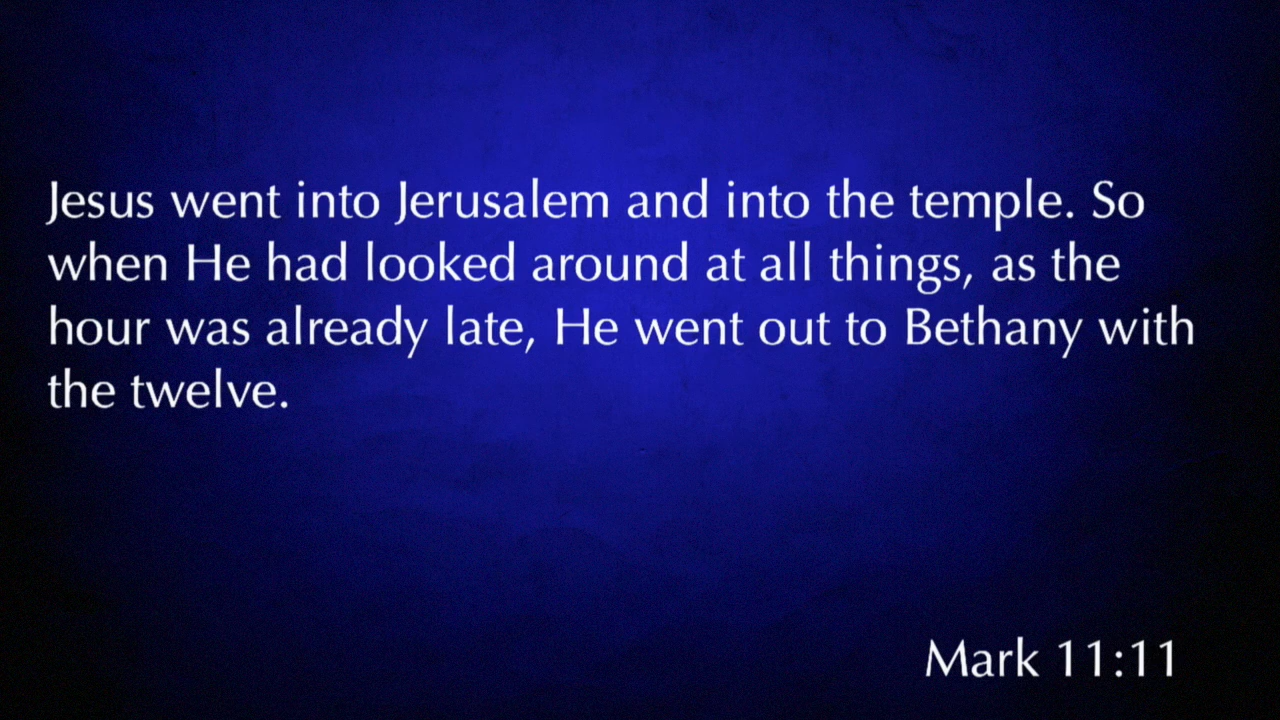 Jesus went into Jerusalem and into the temple. So
when He had looked around at all things, as the
hour was already late, He went out to Bethany with
the twelve.
Mark 11:11